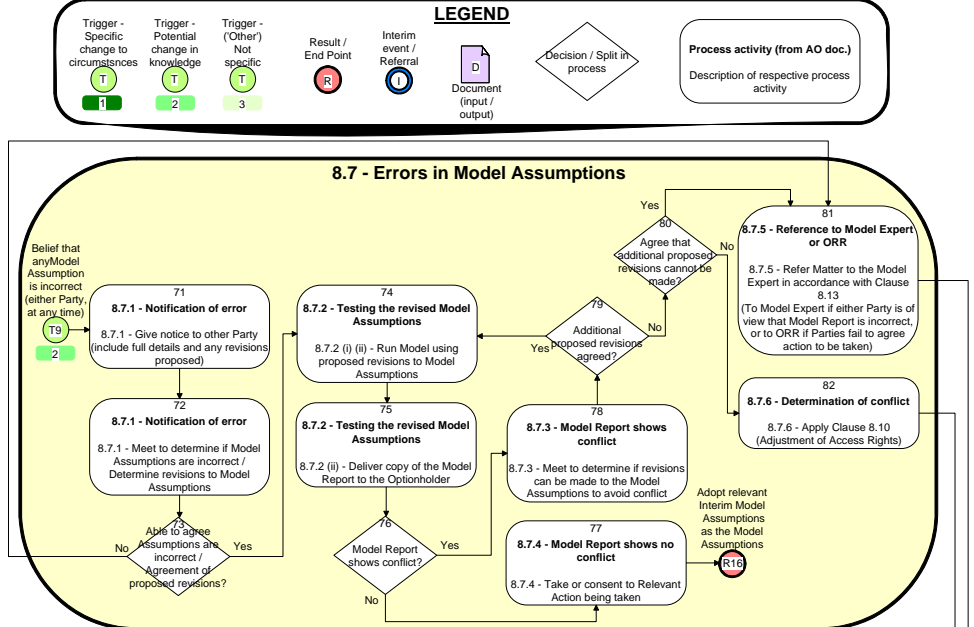 LEGEND
Trigger -
Specific
change to
circumstsnces
T
1
Trigger -
Potential
change in
knowledge
T
2
Trigger -
('Other')
Not
specific
T
3
Result /
End Point
R
Interim
event /
Referral
I
D
Document
(input /
output)
Decision / Split in
process
Process activity (from AO doc.)
Description of respective process
activity
8.7 - Errors in Model Assumptions
Belief that
anyModel
Assumption
is incorrect
(either Party,
at any time)
T9
2
71
8.7.1 - Notification of error
8.7.1 - Give notice to other Party
(include full details and any revisions
proposed)
72
8.7.1 - Notification of error
8.7.1 - Meet to determine if Model
Assumptions are incorrect /
Determine revisions to Model
Assumptions
73
Able to agree
Assumptions are
incorrect /
Agreement of
proposed revisions?
No
Yes
74
8.7.2 - Testing the revised Model
Assumptions
8.7.2 (i) (ii) - Run Model using
proposed revisions to Model
Assumptions
75
8.7.2 - Testing the revised Model
Assumptions
8.7.2 (ii) - Deliver copy of the Model
Report to the Optionholder
76
Model Report
shows conflict?
Yes
No
77
8.7.4 - Model Report shows no
conflict
8.7.4 - Take or consent to Relevant
Action being taken
Adopt relevant
Interim Model
Assumptions
as the Model
Assumptions
R16
78
8.7.3 - Model Report shows
conflict
8.7.3 - Meet to determine if revisions
can be made to the Model
Assumptions to avoid conflict
79
Additional
proposed revisions
agreed?
Yes
No
80
Agree that
additional proposed
revisions cannot be
made?
Yes
No
81
8.7.5 - Reference to Model Expert
or ORR
8.7.5 - Refer Matter to the Model
Expert in accordance with Clause
8.13
(To Model Expert if either Party is of
view that Model Report is incorrect,
or to ORR if Parties fail to agree
action to be taken)
82
8.7.6 - Determination of conflict
8.7.6 - Apply Clause 8.10
(Adjustment of Access Rights)